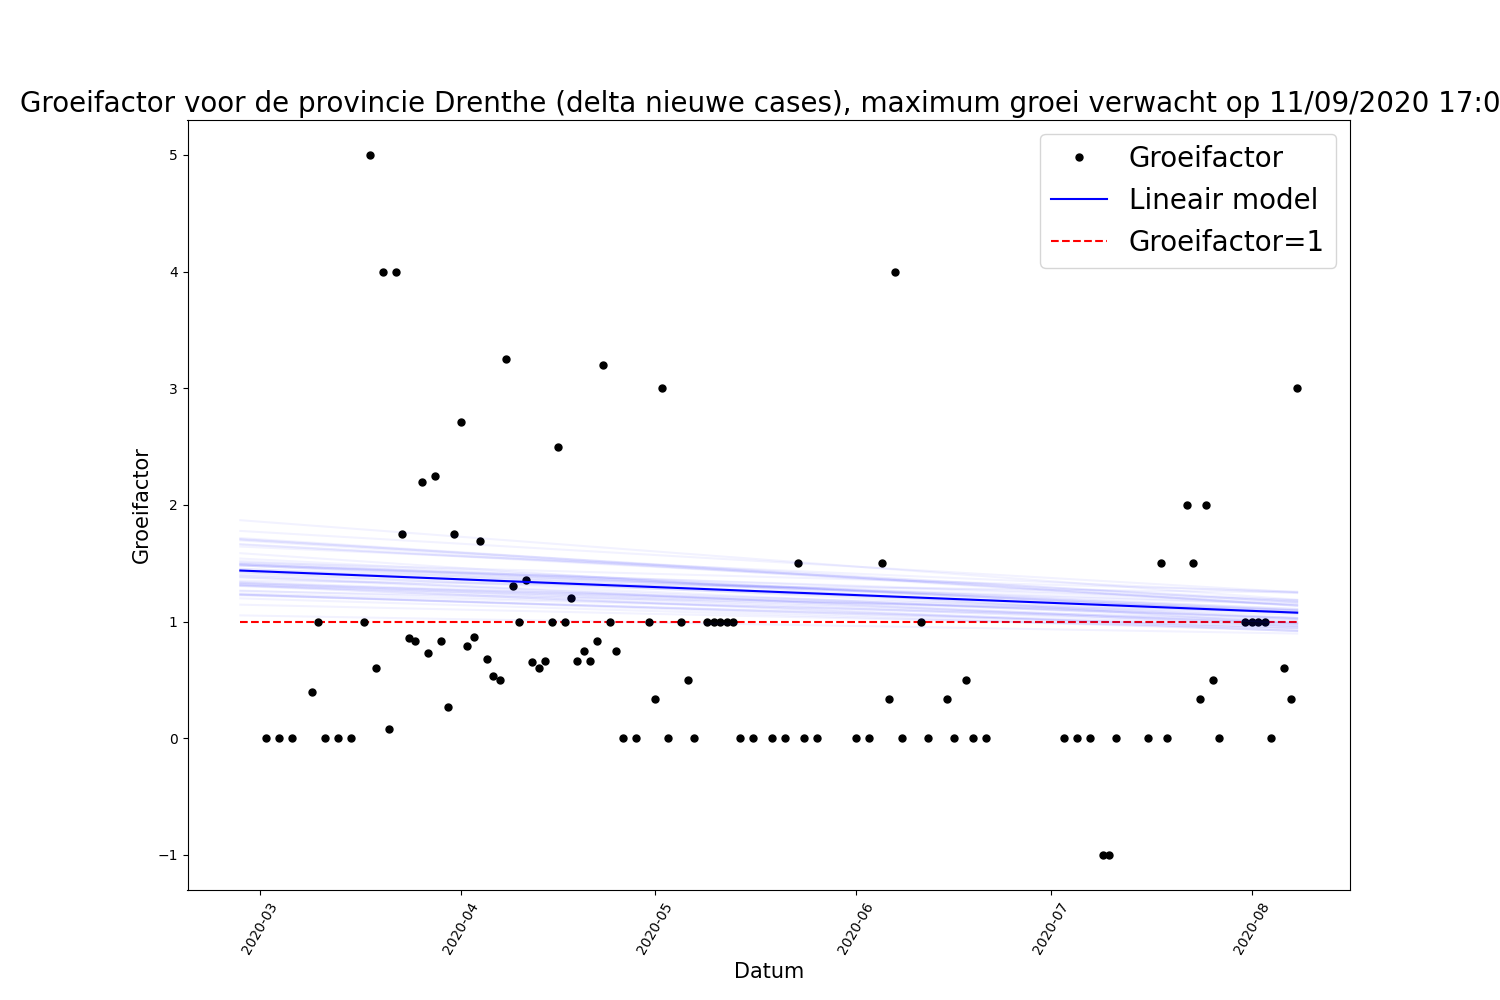 Groeifactor voor de provincie Drenthe (delta nieuwe cases), maximum groei verwacht op 11/09/2020 17:0
Groeifactor
Lineair model
Groeifactor=1
5
4
3
2
1
0
−1
Groeifactor
2020-03
2020-04
2020-05
2020-06
2020-07
2020-08
Datum